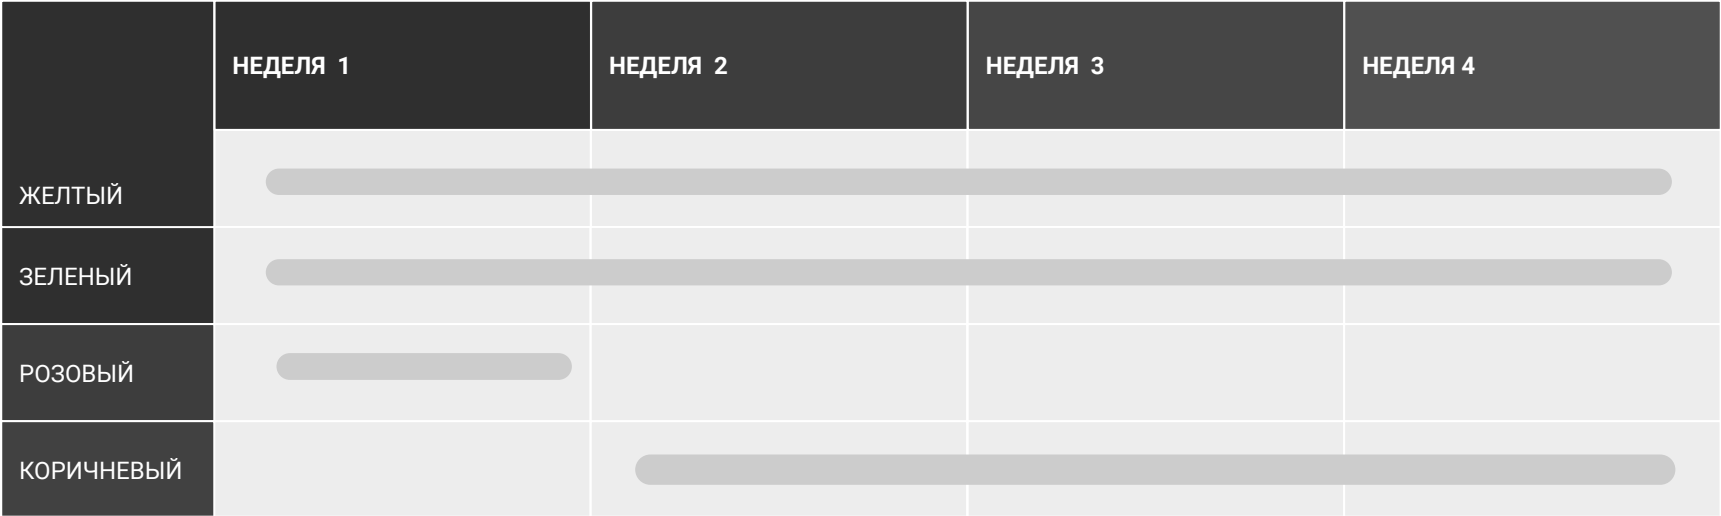 НЕДЕЛЯ 1
НЕДЕЛЯ 2
НЕДЕЛЯ 3
НЕДЕЛЯ 4
ЖЕЛТЫЙ
ЗЕЛЕНЫЙ
РОЗОВЫЙ
КОРИЧНЕВЫЙ